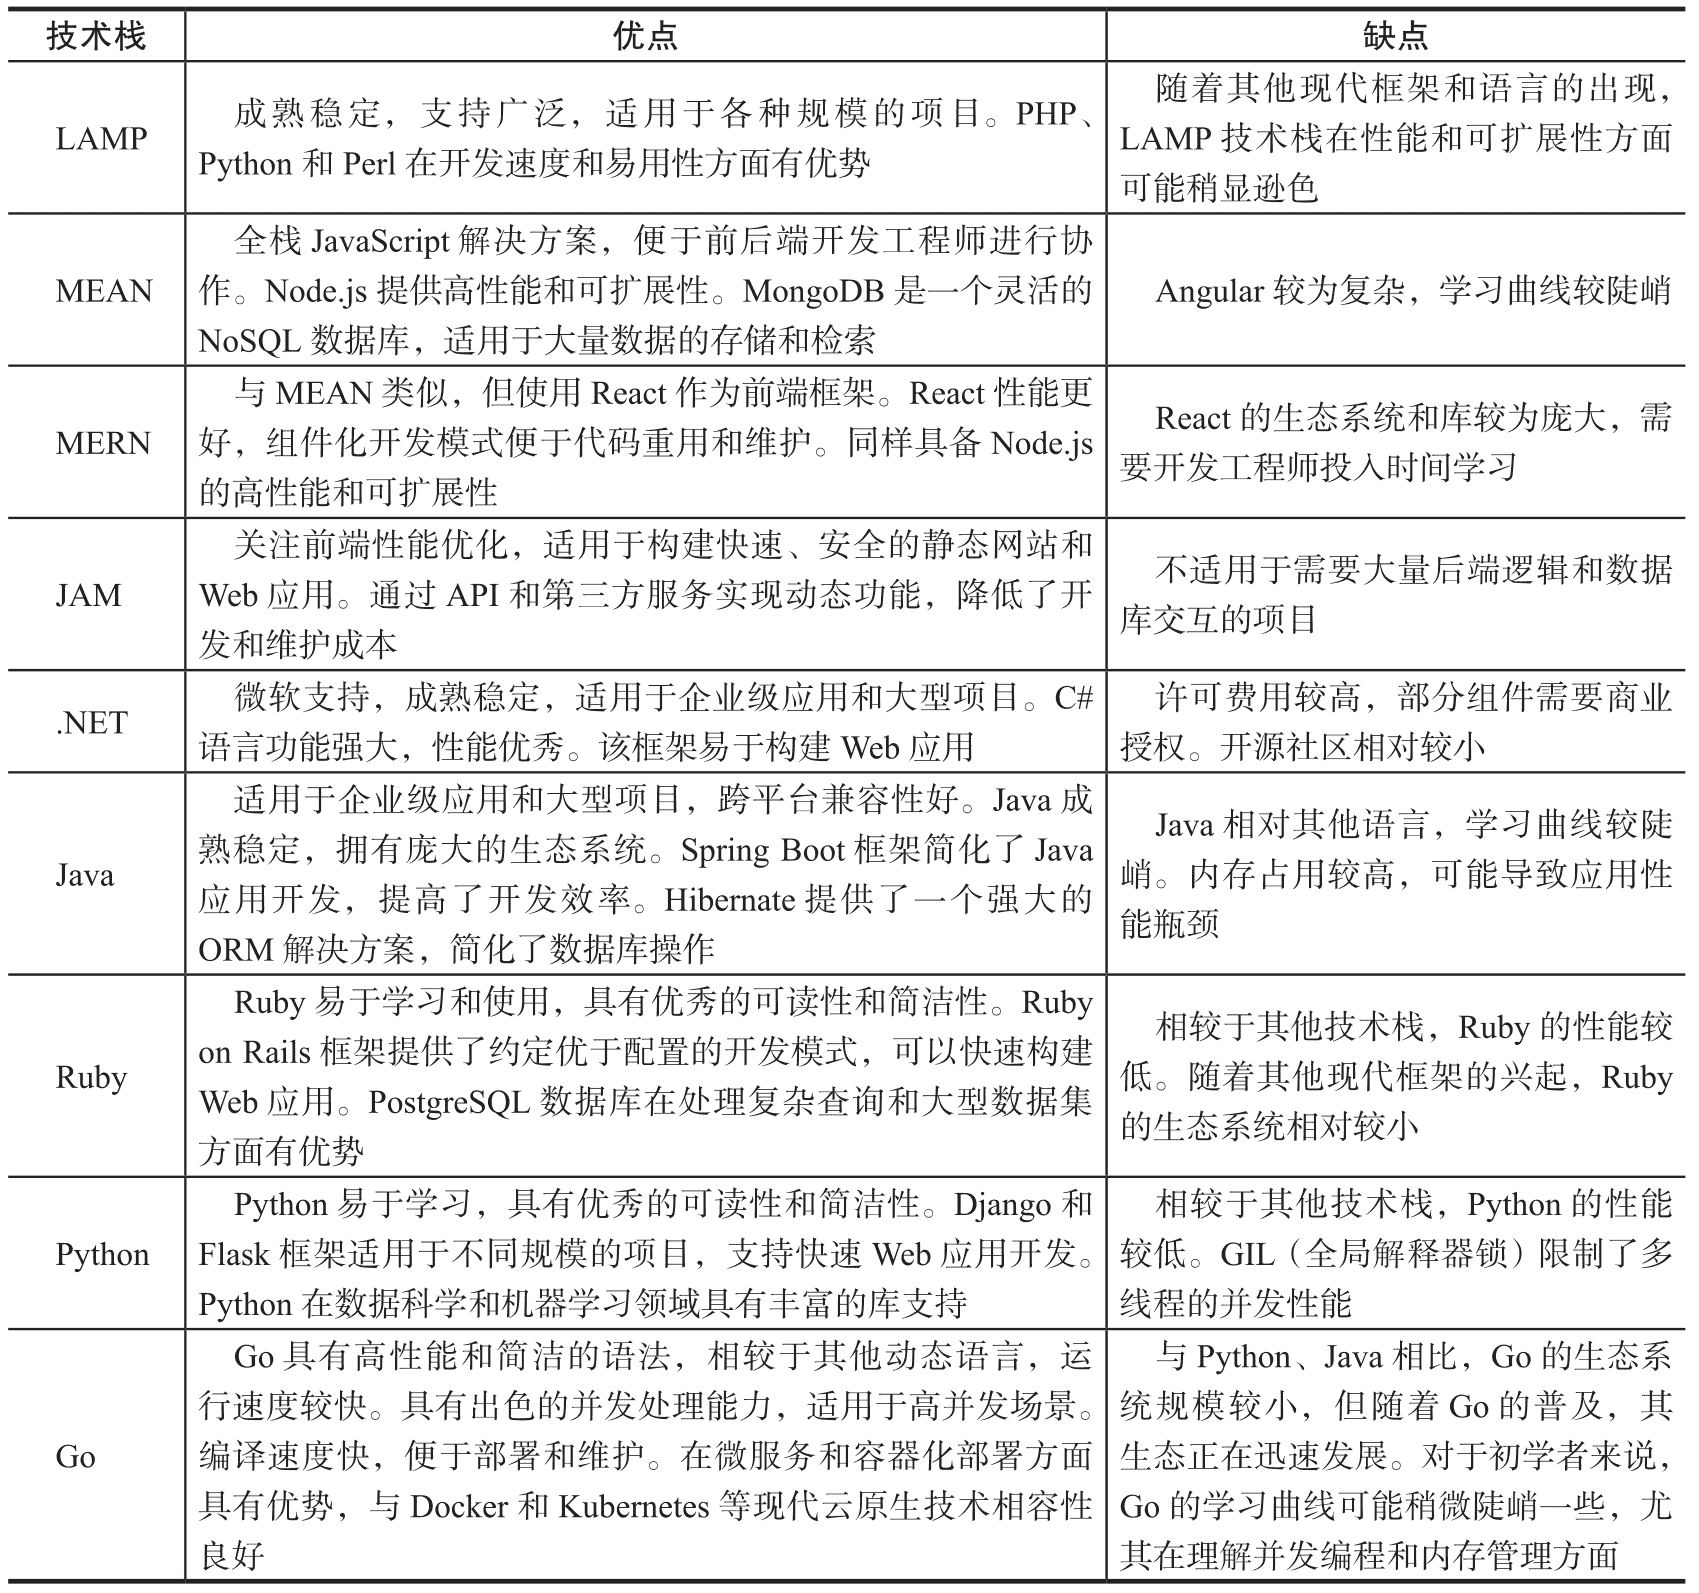 技术栈
优点
缺点
LAMP
成熟稳定，支持广泛，适用于各种规模的项目。PHP、
Python 和 Perl 在开发速度和易用性方面有优势
随着其他现代框架和语言的出现，
LAMP 技术栈在性能和可扩展性方面
可能稍显逊色
MEAN
全栈 JavaScript 解决方案，便于前后端开发工程师进行协
作。Node.js 提供高性能和可扩展性。MongoDB 是一个灵活的
NoSQL 数据库，适用于大量数据的存储和检索
Angular 较为复杂，学习曲线较陡峭
MERN
与 MEAN 类似，但使用 React 作为前端框架。React 性能更
好，组件化开发模式便于代码重用和维护。同样具备 Node.js
的高性能和可扩展性
React 的生态系统和库较为庞大，需
要开发工程师投入时间学习
JAM
关注前端性能优化，适用于构建快速、安全的静态网站和
Web 应用。通过 API 和第三方服务实现动态功能，降低了开
发和维护成本
不适用于需要大量后端逻辑和数据
库交互的项目
.NET
微软支持，成熟稳定，适用于企业级应用和大型项目。C#
语言功能强大，性能优秀。该框架易于构建 Web 应用
许可费用较高，部分组件需要商业
授权。开源社区相对较小
Java
适用于企业级应用和大型项目，跨平台兼容性好。Java 成
熟稳定，拥有庞大的生态系统。Spring Boot 框架简化了 Java
应用开发，提高了开发效率。Hibernate 提供了一个强大的
ORM 解决方案，简化了数据库操作
Java 相对其他语言，学习曲线较陡
峭。内存占用较高，可能导致应用性
能瓶颈
Ruby
Ruby 易于学习和使用，具有优秀的可读性和简洁性。Ruby
on Rails 框架提供了约定优于配置的开发模式，可以快速构建
Web 应用。PostgreSQL 数据库在处理复杂查询和大型数据集
方面有优势
相较于其他技术栈，Ruby 的性能较
低。随着其他现代框架的兴起，Ruby
的生态系统相对较小
Python
Python 易于学习，具有优秀的可读性和简洁性。Django 和
Flask 框架适用于不同规模的项目，支持快速 Web 应用开发。
Python 在数据科学和机器学习领域具有丰富的库支持
相较于其他技术栈，Python 的性能
较低。GIL（全局解释器锁）限制了多
线程的并发性能
Go
Go 具有高性能和简洁的语法，相较于其他动态语言，运
行速度较快。具有出色的并发处理能力，适用于高并发场景。
编译速度快，便于部署和维护。在微服务和容器化部署方面
具有优势，与 Docker 和 Kubernetes 等现代云原生技术相容性
良好
与 Python、Java 相比，Go 的生态系
统规模较小，但随着 Go 的普及，其
生态正在迅速发展。对于初学者来说，
Go 的学习曲线可能稍微陡峭一些，尤
其在理解并发编程和内存管理方面